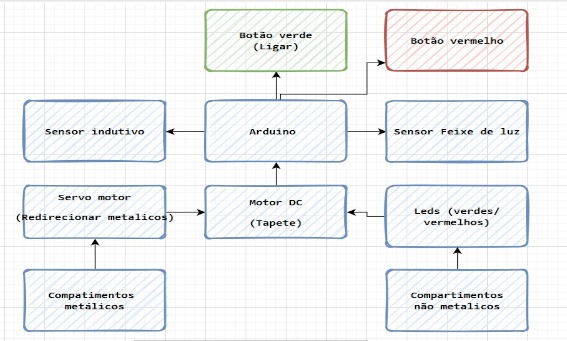 Botão verde
(Ligar)
Botão vermelho
Sensor indutivo
Arduino
Sensor Feixe de luz
Servo motor
(Redirecionar metalicos)
Motor DC
(Tapete)
Leds (verdes/
vermelhos)
Compatimentos
metálicos
Compartimentos
não metalicos